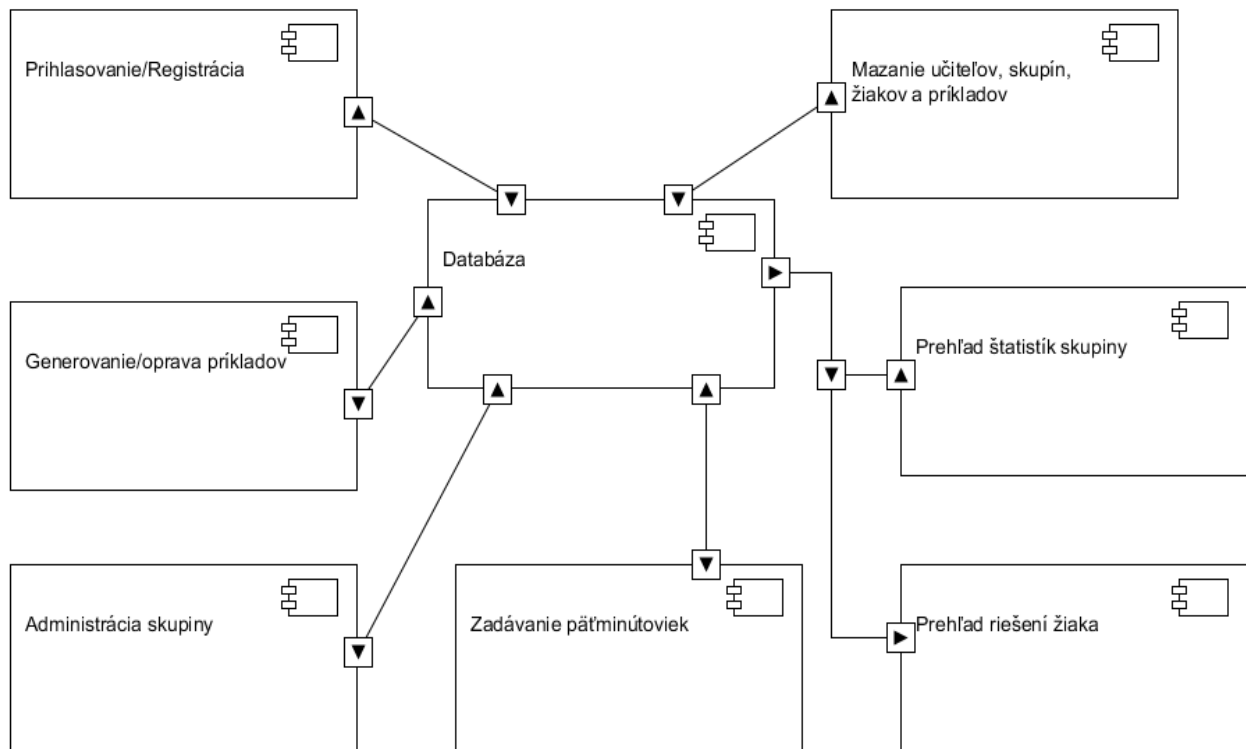 Prihlasovanie/Registrácia
Mazanie učiteľov, skupín,
žiakov a príkladov
Databáza
Generovanie/oprava príkladov
Prehľad štatistík skupiny
Administrácia skupiny
Zadávanie päťminútoviek
Prehľad riešení žiaka